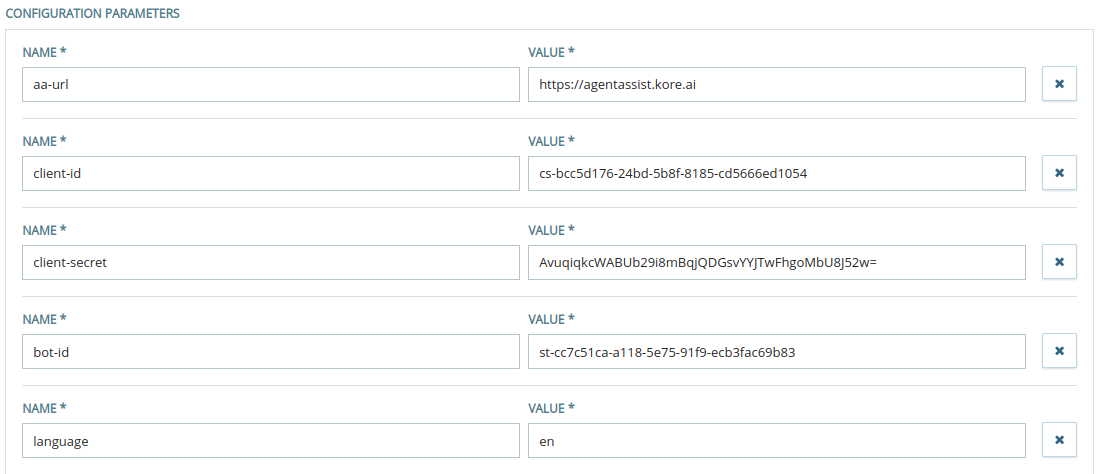 CONFIGURATION PARAMETERS
NAME * VALUE *
aa-url https://agentassist.kore.ai
NAME * VALUE *
client-id cs-bcc5d176-24bd-5b8f-8185-cd5666ed1054
NAME * VALUE *
client-secret AvuqiqkcWABUb29i8mBqjQDGsvYYJTwFhgoMbU8J52w=
NAME * VALUE *
bot-id st-cc7c51ca-a118-5e75-91f9-ecb3fac69b83
NAME * VALUE *
language en